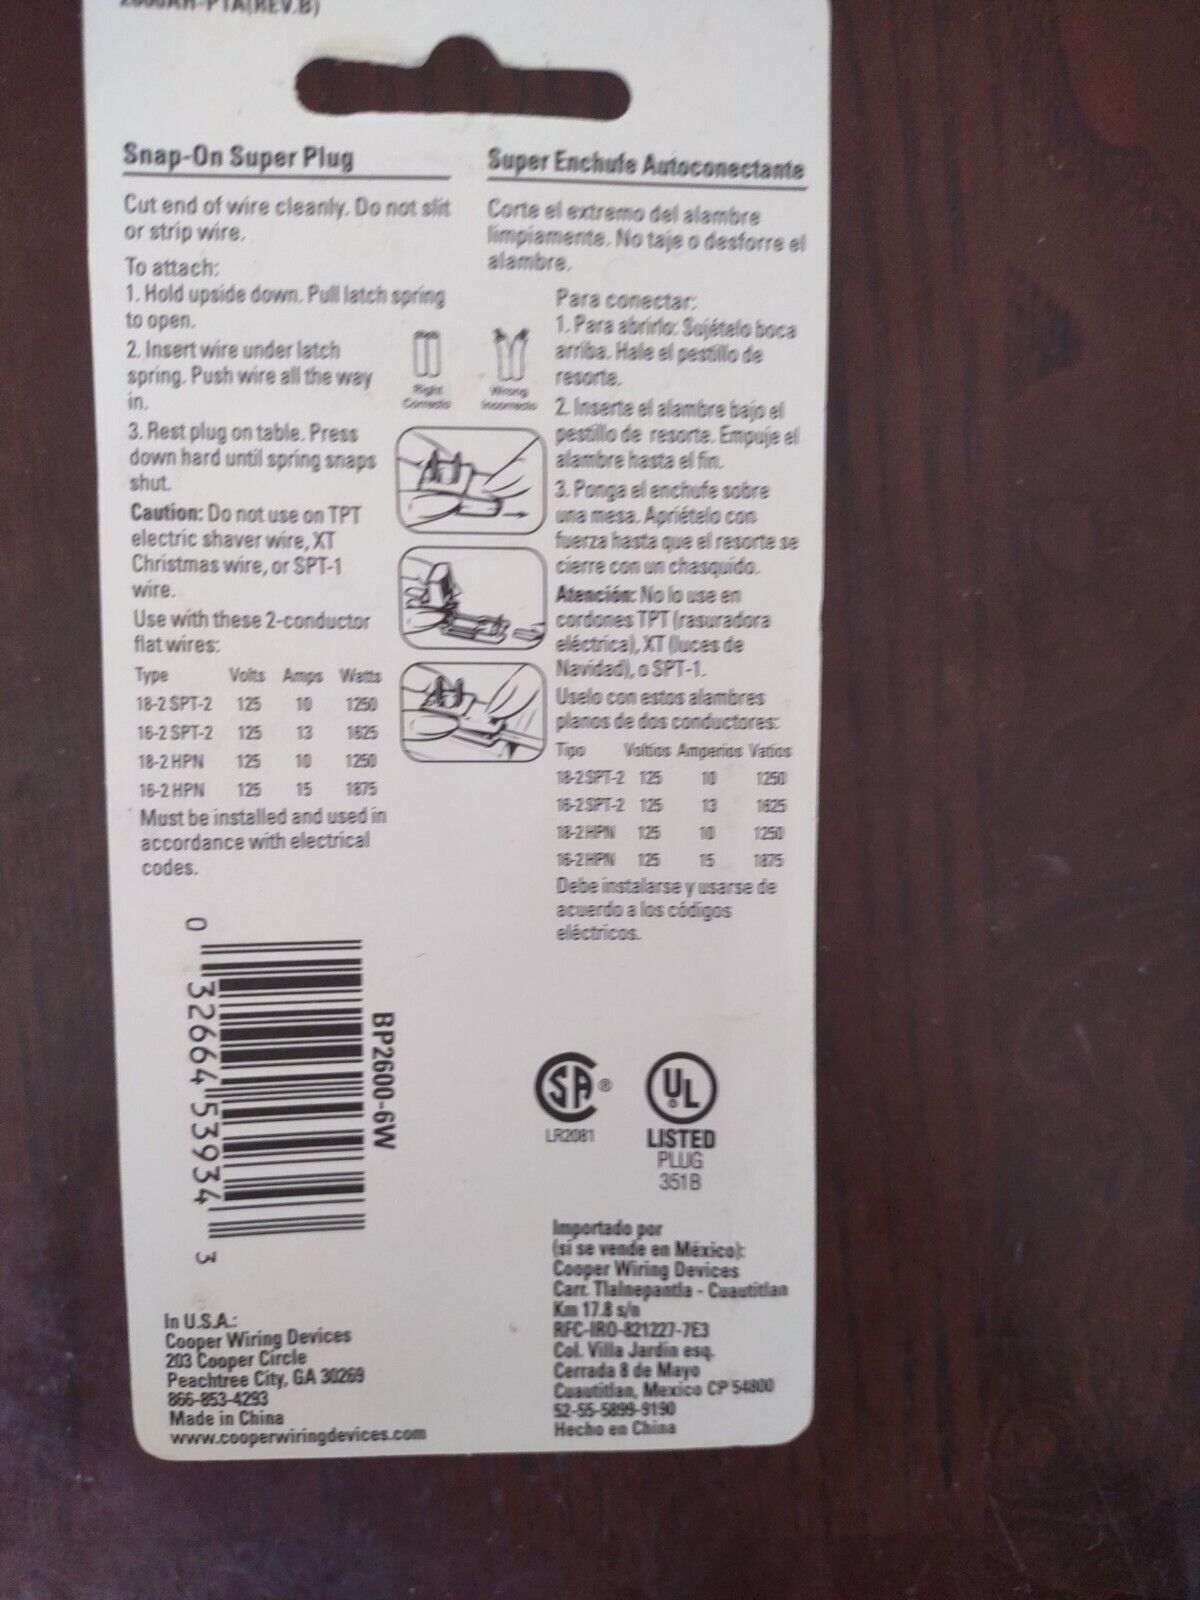 Snap-On Super Plug
Cut end of wire cleanly. Do not slit
or strip wire.
To attach:
1. Hold upside down. Pull latch spring
to open.
2. Insert wire under latch
spring. Push wire all the way
in.
3. Rest plug on table. Press
down hard until spring snaps
shut.
Caution: Do not use on TPT
electric shaver wire, XT
Christmas wire, or SPT-1
wire.
Use with these 2-conductor
flat wires:
Type Volts Amps Watts
18-2 SPT-2 125 10 1250
16-2 SPT-2 125 13 1625
18-2 HPN 125 10 1250
16-2 HPN 125 15 1875
Must be installed and used in
accordance with electrical
codes.
Right
Correcto
Wrong
Incorrecto
Super Enchufe Autoconectante
Corte el extremo del alambre
limpiamente. No taje o desforre el
alambre.
Para conectar:
1. Para abrirlo: Sujételo boca
arriba. Hale el pestillo de
resorte.
2. Inserte el alambre bajo el
pestillo de resorte. Empuje el
alambre hasta el fin.
3. Ponga el enchufe sobre
una mesa. Apriételo con
fuerza hasta que el resorte se
cierre con un chasquido.
Atención: No lo use en
cordones TPT (rasuradora
eléctrica), XT (luces de
Navidad), o SPT-1.
Uselo con estos alambres
planos de dos conductores:
Tipo Voltios Amperios Vatios
18-2 SPT-2 125 10 1250
16-2 SPT-2 125 13 1625
18-2 HPN 125 10 1250
16-2 HPN 125 15 1875
Debe instalarse y usarse de
acuerdo a los códigos
eléctricos.
0 32664 53934 3
BP2600-6W
SA ®
LR2081
UL
LISTED
PLUG
351B
In U.S.A.:
Cooper Wiring Devices
203 Cooper Circle
Peachtree City, GA 30269
866-853-4293
Made in China
www.cooperwiringdevices.com
Importado por
(si se vende en México):
Cooper Wiring Devices
Carr. Tlalnepantla - Cuautitlan
Km 17.8 s/n
RFC-IRO-821227-7E3
Col. Villa Jardin esq.
Cerrada 8 de Mayo
Cuautitlan, Mexico CP 54800
52-55-5899-9190
Hecho en China